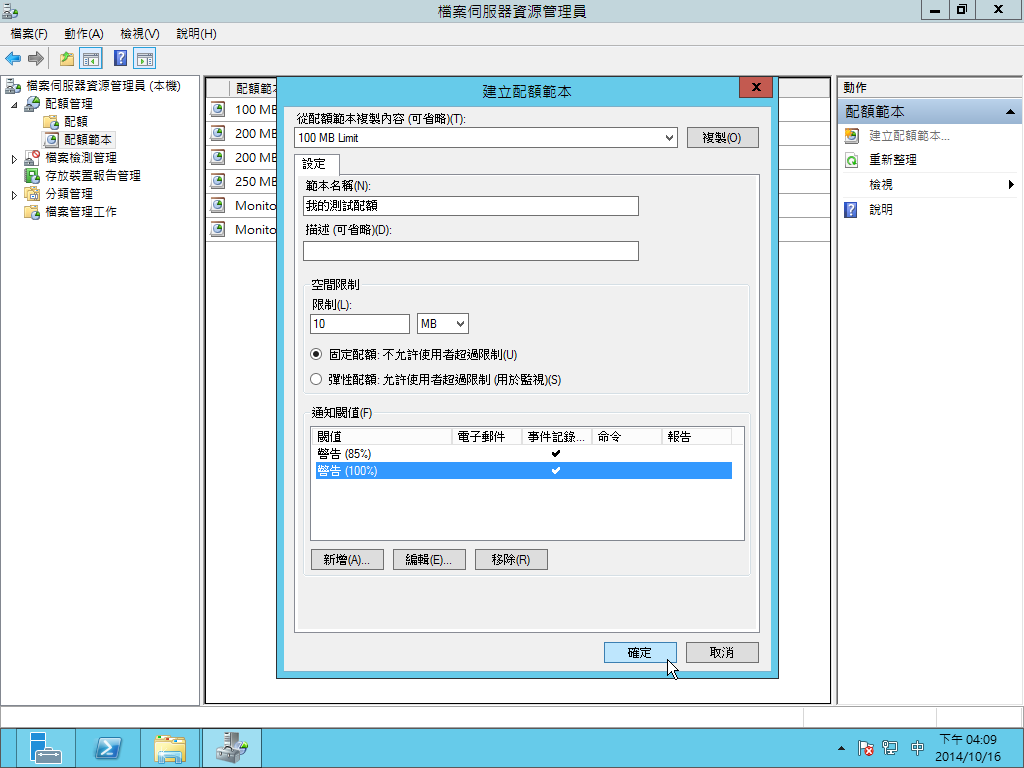 檔案伺服器資源管理員
檔案(F) 動作(A) 檢視(V) 說明(H)
檔案伺服器資源管理員 (本機)
配額管理
配額
配額範本
檔案檢測管理
存放裝置報告管理
分類管理
檔案管理工作
配額範
100 MB
200 MB
200 MB
250 MB
Monito
Monito
建立配額範本
從配額範本複製內容 (可省略)(T):
100 MB Limit
複製(O)
設定
範本名稱(N):
我的測試配額
描述 (可省略)(D):
空間限制
限制(L):
10 MB
固定配額: 不允許使用者超過限制(U)
彈性配額: 允許使用者超過限制 (用於監視)(S)
通知閾值(F)
閾值 電子郵件 事件記錄... 命令 報告
警告 (85%)
警告 (100%)
新增(A)... 編輯(E)... 移除(R)
確定 取消
動作
配額範本
建立配額範本...
重新整理
檢視
說明
中
下午 04:09
2014/10/16